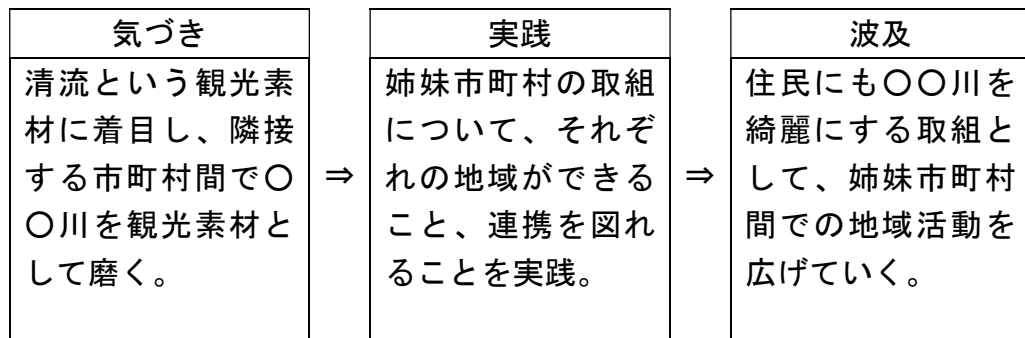 気づき
清流という観光素
材に着目し、隣接
する市町村間で〇
〇川を観光素材と
して磨く。
⇒
実践
姉妹市町村の取組
について、それぞ
れの地域ができる
こと、連携を図れ
ることを実践。
⇒
波及
住民にも〇〇川を
綺麗にする取組と
して、姉妹市町村
間での地域活動を
広げていく。